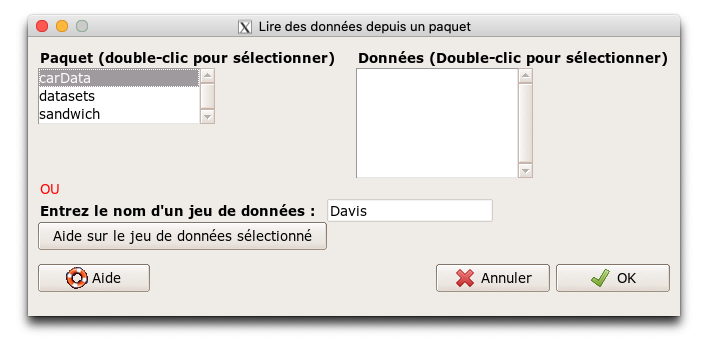 Lire des données depuis un paquet
Paquet (double-clic pour sélectionner)
Données (Double-clic pour sélectionner)
carData
datasets
sandwich
OU
Entrez le nom d'un jeu de données :
Davis
Aide sur le jeu de données sélectionné
Aide
Annuler
OK